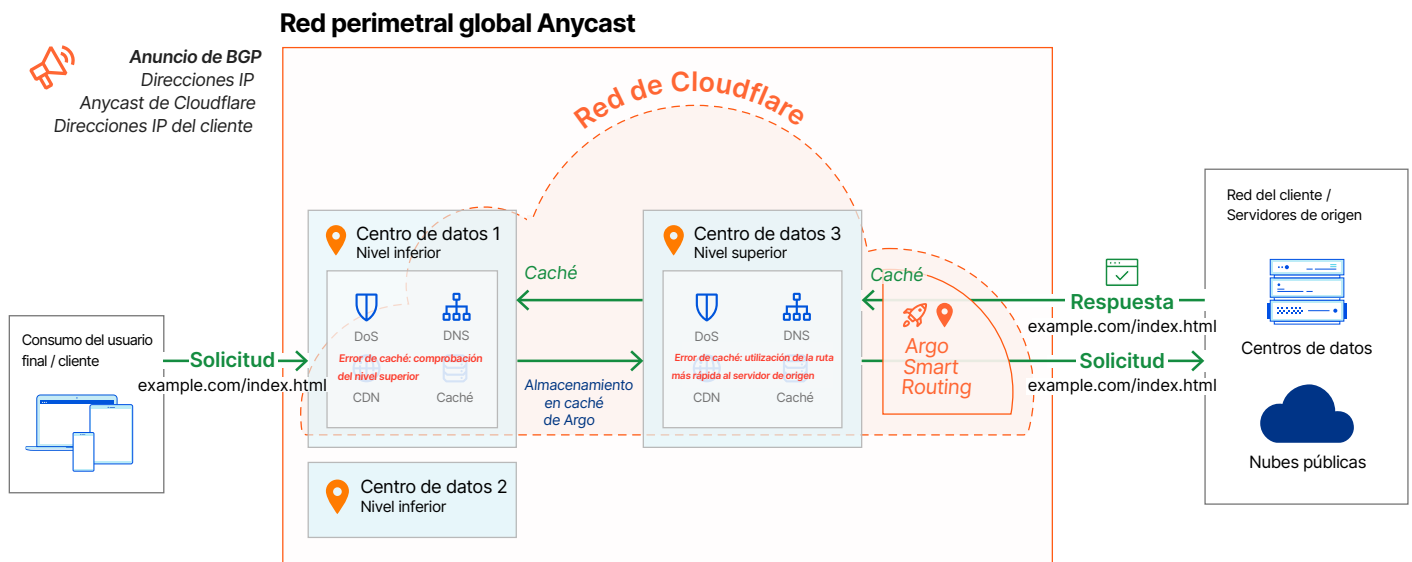 Red perimetral global Anycast
Anuncio de BGP
Direcciones IP
Anycast de Cloudflare
Direcciones IP del cliente
Red de Cloudflare
Consumo del usuario
final / cliente
Solicitud
example.com/index.html
Centro de datos 1
Nivel inferior
DoS
DNS
Error de caché: comprobación
del nivel superior
CDN
Caché
Centro de datos 2
Nivel inferior
Caché
Almacenamiento
en caché
de Argo
Centro de datos 3
Nivel superior
DoS
DNS
Error de caché: utilización de la ruta
más rápida al servidor de origen
CDN
Caché
Caché
Argo
Smart
Routing
Respuesta
example.com/index.html
Solicitud
example.com/index.html
Red del cliente /
Servidores de origen
Centros de datos
Nubes públicas